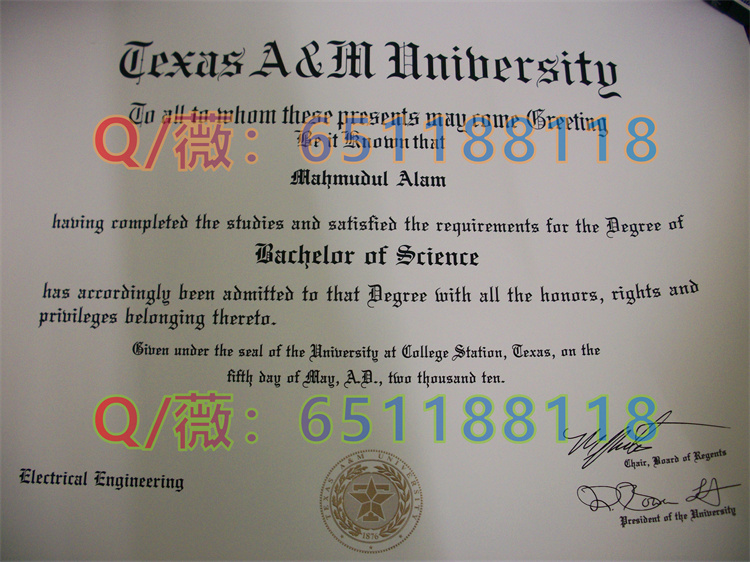 Texas A&M University
To all to whom these presents may come Greeting
Q/薇：651188118
Be it Known that
Mahmudul Alam
having completed the studies and satisfied the requirements for the Degree of
Bachelor of Science
has accordingly been admitted to that Degree with all the honors, rights and
privileges belonging thereto.
Given under the seal of the University at College Station, Texas, on the
fifth day of May, A.D., two thousand ten.
Q/薇：651188118
Chair, Board of Regents
Electrical Engineering
TEXAS A&M UNIVERSITY
1876
President of the University